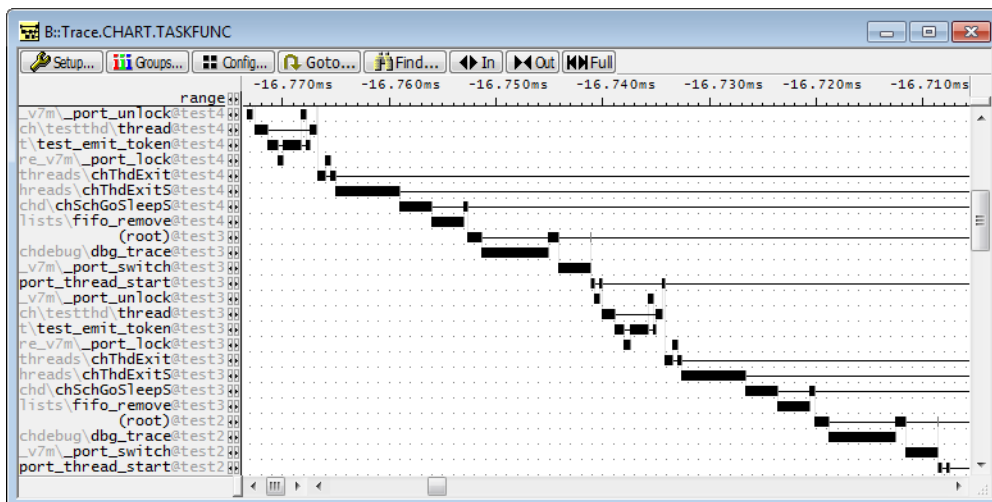 B::Trace.CHART.TASKFUNC
Setup... Groups... Config... Goto... Find... In Out Full
-16.770ms -16.760ms -16.750ms -16.740ms -16.730ms -16.720ms -16.710ms
range
_v7m\_port_unlock@test4
ch\testthd\thread@test4
t\test_emit_token@test4
re_v7m\_port_lock@test4
threads\chThdExit@test4
hreads\chThdExitS@test4
chd\chSchGoSleepS@test4
lists\fifo_remove@test4
(root)@test3
chdebug\dbg_trace@test3
_v7m\_port_switch@test3
port_thread_start@test3
_v7m\_port_unlock@test3
ch\testthd\thread@test3
t\test_emit_token@test3
re_v7m\_port_lock@test3
threads\chThdExit@test3
hreads\chThdExitS@test3
chd\chSchGoSleepS@test3
lists\fifo_remove@test3
(root)@test2
chdebug\dbg_trace@test2
_v7m\_port_switch@test2
port_thread_start@test2